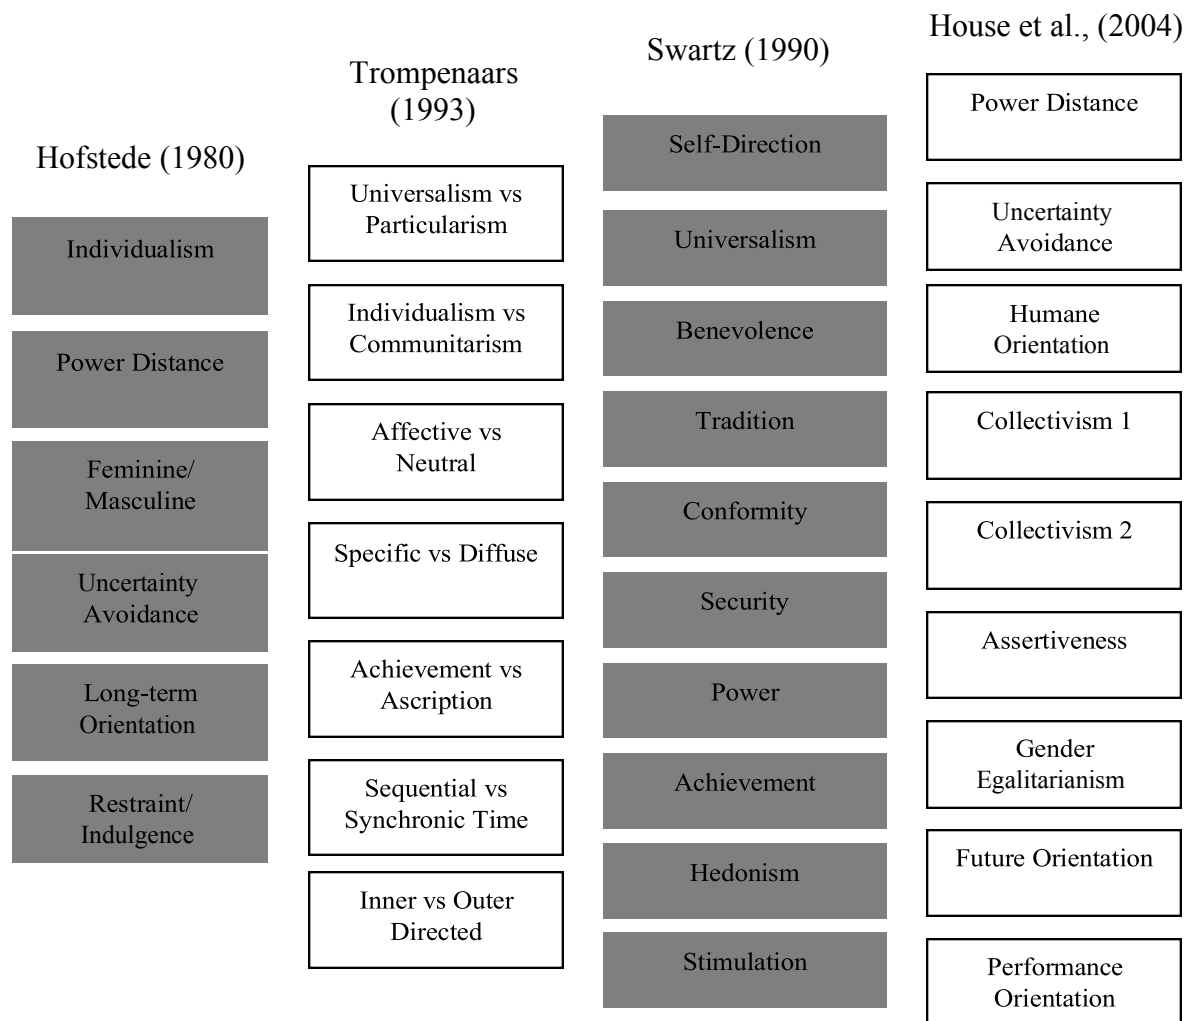 Hofstede (1980)
Individualism
Power Distance
Feminine/
Masculine
Uncertainty
Avoidance
Long-term
Orientation
Restraint/
Indulgence
Trompenaars
(1993)
Universalism vs
Particularism
Individualism vs
Communitarism
Affective vs
Neutral
Specific vs Diffuse
Achievement vs
Ascription
Sequential vs
Synchronic Time
Inner vs Outer
Directed
Swartz (1990)
Self-Direction
Universalism
Benevolence
Tradition
Conformity
Security
Power
Achievement
Hedonism
Stimulation
House et al., (2004)
Power Distance
Uncertainty
Avoidance
Humane
Orientation
Collectivism 1
Collectivism 2
Assertiveness
Gender
Egalitarianism
Future Orientation
Performance
Orientation